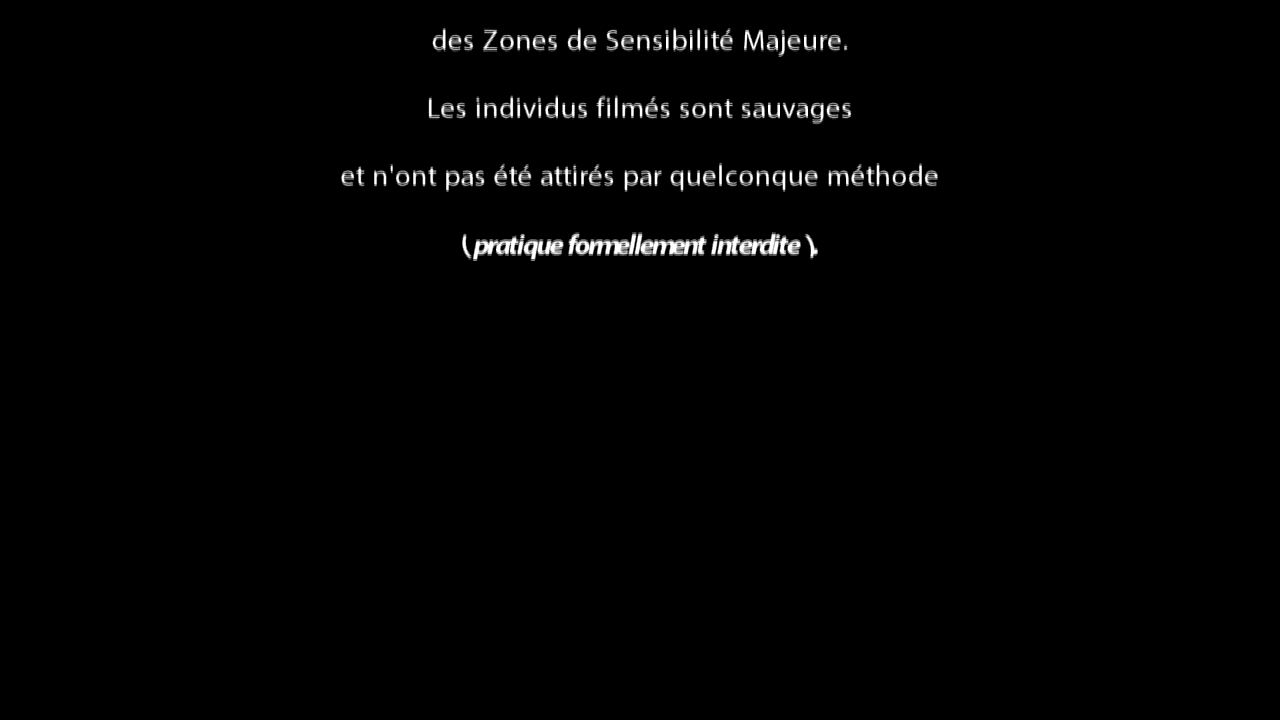 des Zones de Sensibilité Majeure.
Les individus filmés sont sauvages
et n'ont pas été attirés par quelconque méthode
( pratique formellement interdite ).